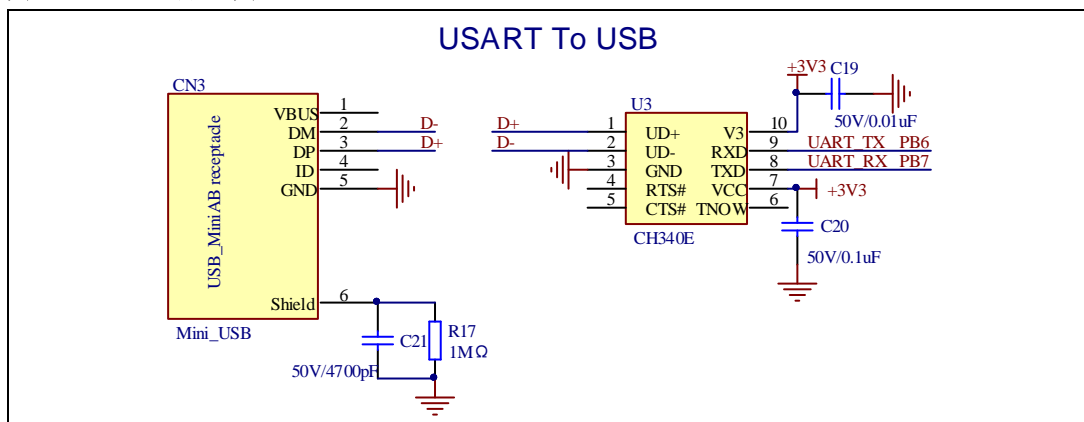 USART To USB
CN3
USB_MiniAB receptacle
VBUS 1
DM 2 D-
DP 3 D+
ID 4
GND 5
Shield 6
Mini_USB
C21
50V/4700pF
R17
1MΩ
U3
D+ 1 UD+ V3 10
D- 2 UD- RXD 9 UART_TX PB6
3 GND TXD 8 UART_RX PB7
4 RTS# VCC 7 +3V3
5 CTS# TNOW 6
CH340E
+3V3
C19
50V/0.01uF
C20
50V/0.1uF